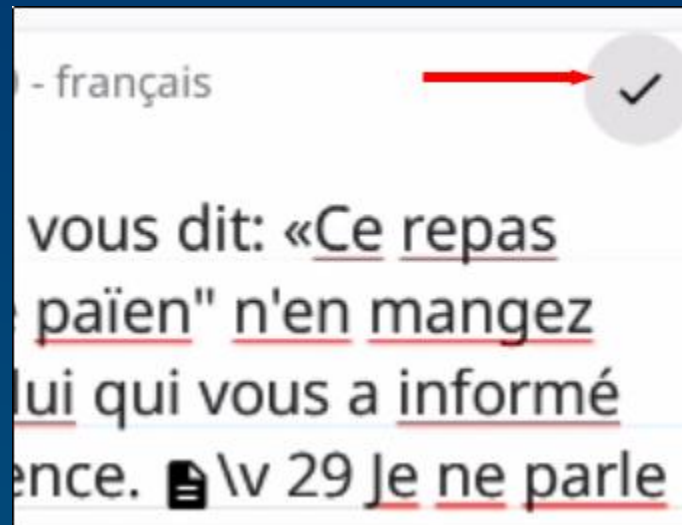 - français
vous dit: «Ce repas
païen" n'en mangez
lui qui vous a informé
ence. \v 29 Je ne parle